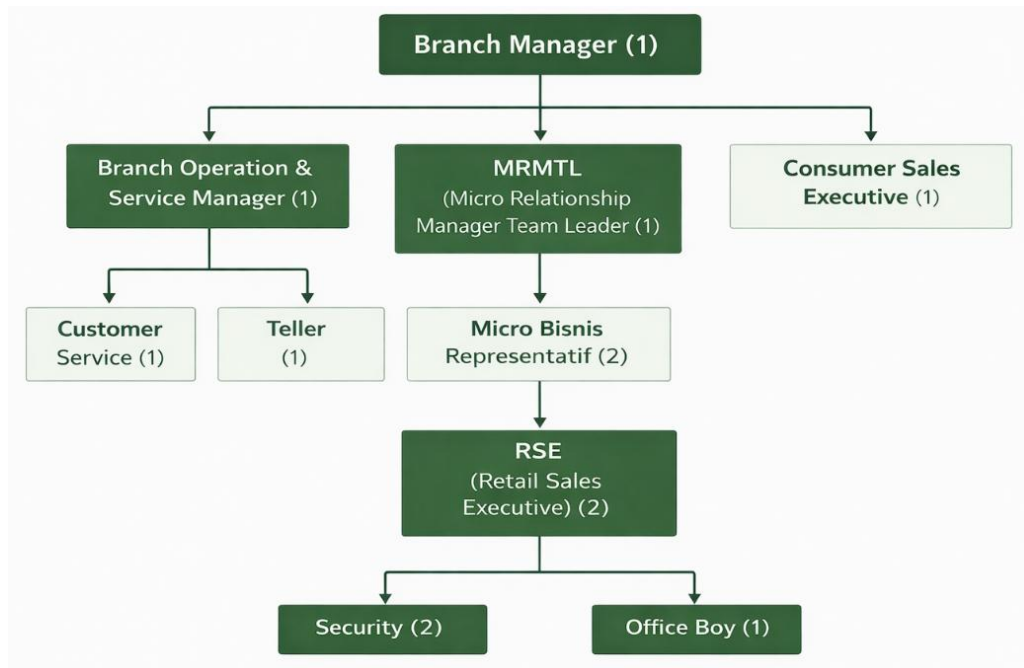 Branch Manager (1)
Branch Operation &
Service Manager (1)
MRMTL
(Micro Relationship
Manager Team Leader (1)
Consumer Sales
Executive (1)
Customer
Service (1)
Teller
(1)
Micro Bisnis
Representatif (2)
RSE
(Retail Sales
Executive) (2)
Security (2)
Office Boy (1)